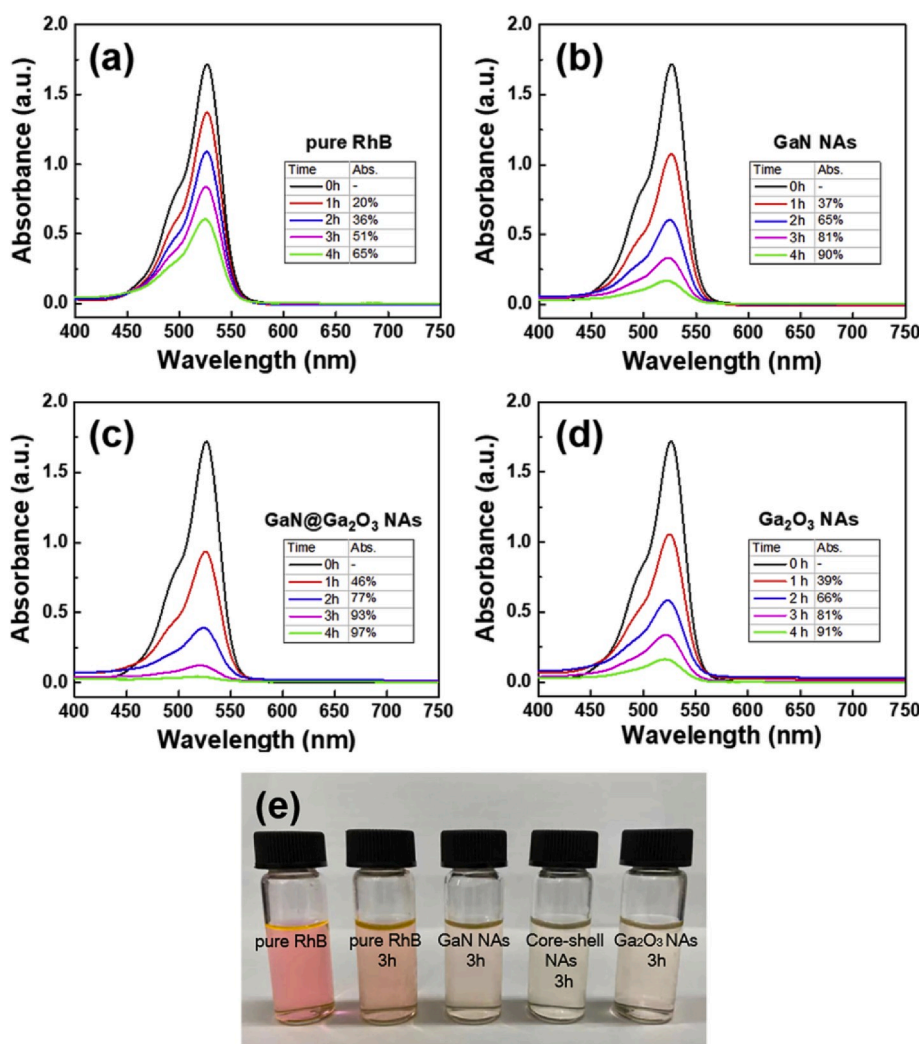 (a)
pure RhB
Time Abs.
0h -
1h 20%
2h 36%
3h 51%
4h 65%
2.0
1.5
1.0
0.5
0.0
400 450 500 550 600 650 700 750
Absorbance (a.u.)
Wavelength (nm)
(b)
GaN NAs
Time Abs.
0h -
1h 37%
2h 65%
3h 81%
4h 90%
2.0
1.5
1.0
0.5
0.0
400 450 500 550 600 650 700 750
Absorbance (a.u.)
Wavelength (nm)
(c)
GaN@Ga₂O₃ NAs
Time Abs.
0h -
1h 46%
2h 77%
3h 93%
4h 97%
2.0
1.5
1.0
0.5
0.0
400 450 500 550 600 650 700 750
Absorbance (a.u.)
Wavelength (nm)
(d)
Ga₂O₃ NAs
Time Abs.
0 h -
1 h 39%
2 h 66%
3 h 81%
4 h 91%
2.0
1.5
1.0
0.5
0.0
400 450 500 550 600 650 700 750
Absorbance (a.u.)
Wavelength (nm)
(e)
pure RhB
pure RhB
3h
GaN NAs
3h
Core-shell
NAs
3h
Ga₂O₃ NAs
3h